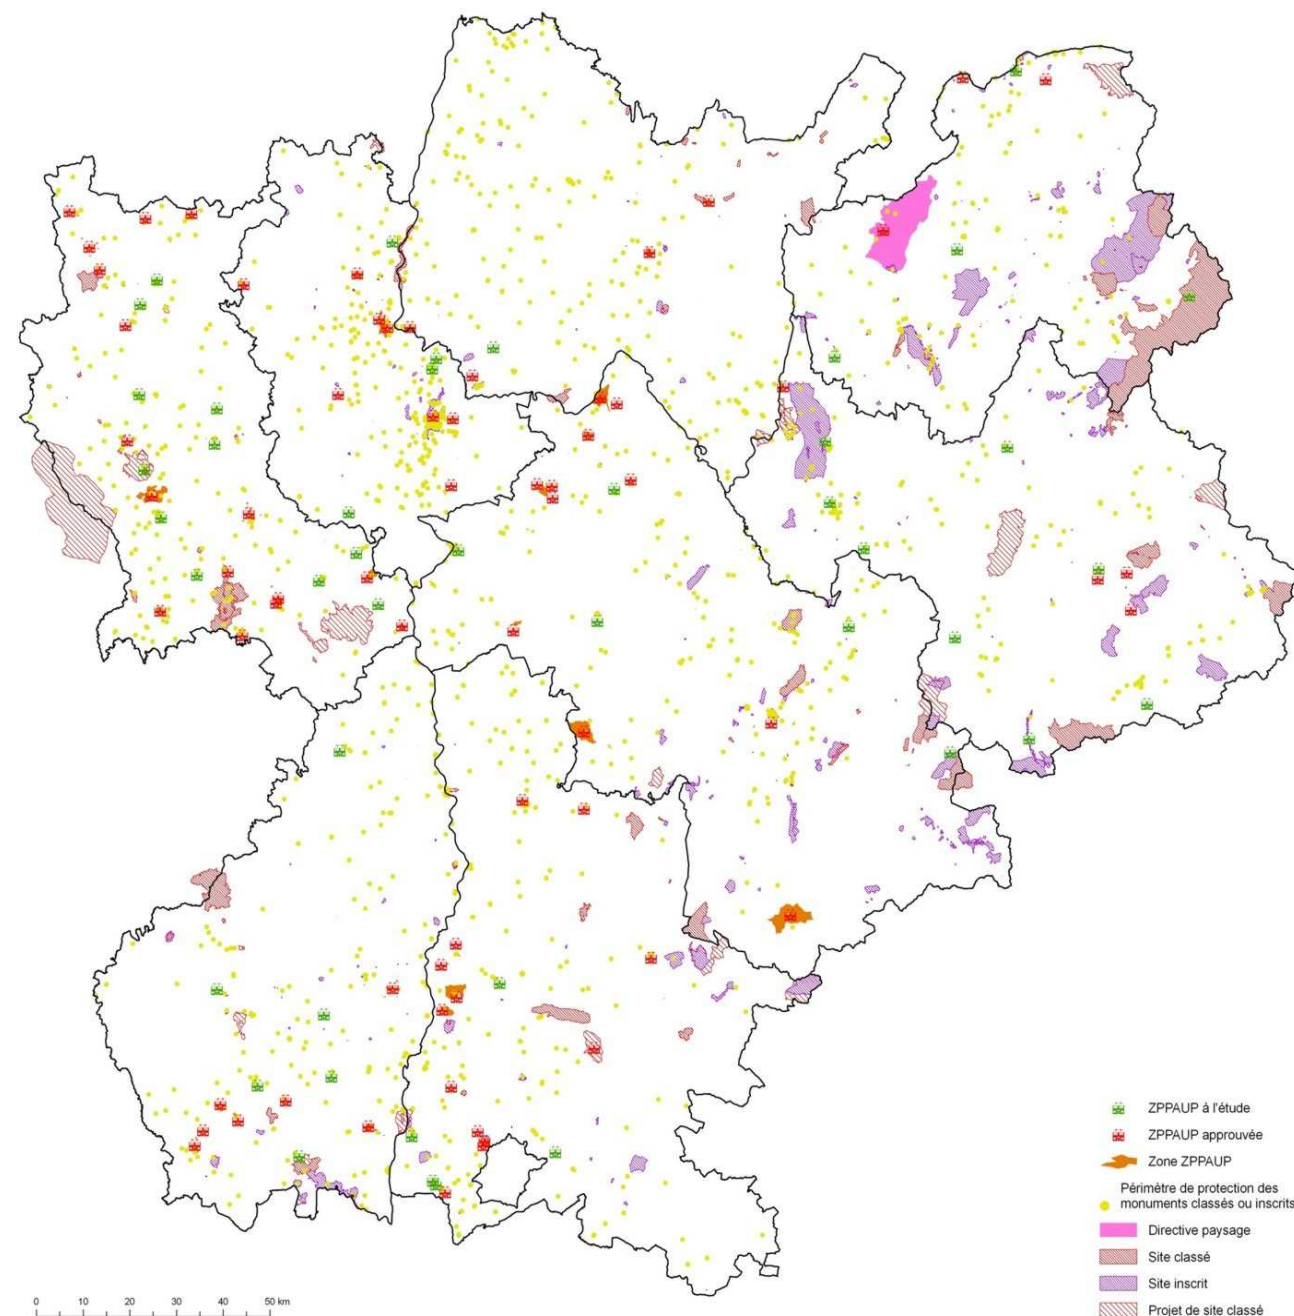 ZPPAUP à l'étude
ZPPAUP approuvée
Zone ZPPAUP
Périmètre de protection des
monuments classés ou inscrits
Directive paysage
Site classé
Site inscrit
Projet de site classé
0 10 20 30 40 50 km